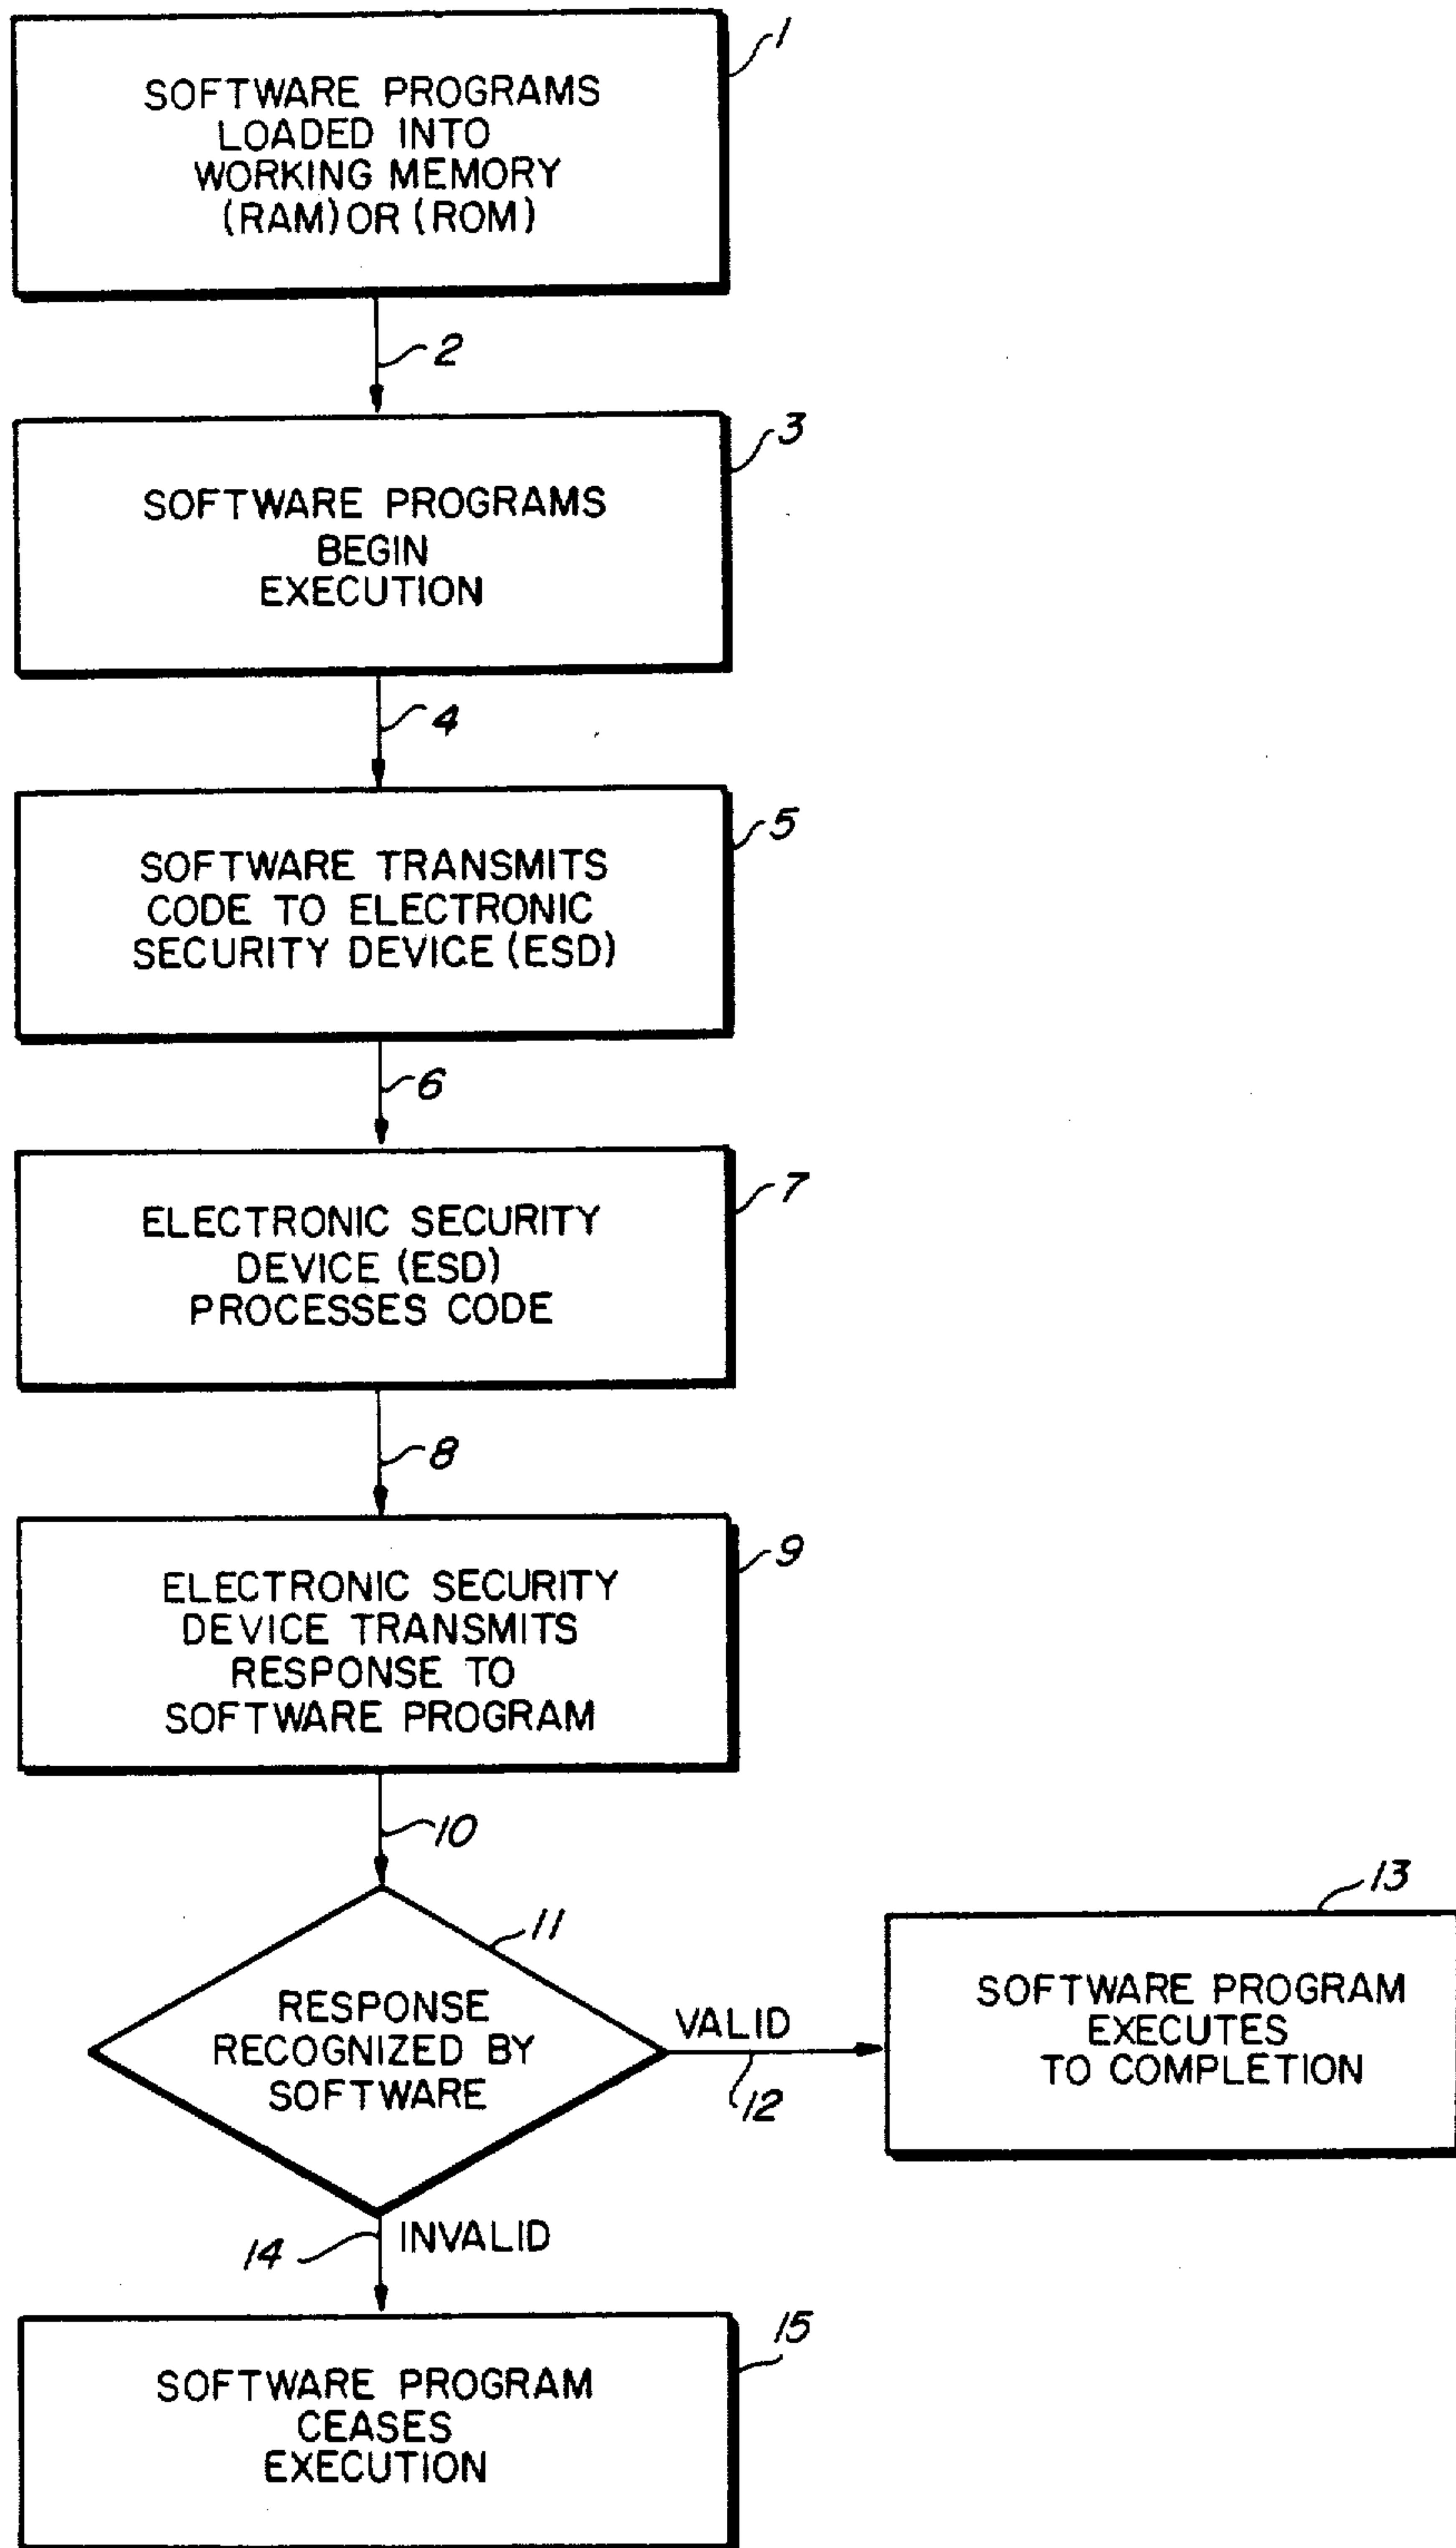 1
SOFTWARE PROGRAMS
LOADED INTO
WORKING MEMORY
(RAM) OR (ROM)
2
3
SOFTWARE PROGRAMS
BEGIN
EXECUTION
4
5
SOFTWARE TRANSMITS
CODE TO ELECTRONIC
SECURITY DEVICE (ESD)
6
7
ELECTRONIC SECURITY
DEVICE (ESD)
PROCESSES CODE
8
9
ELECTRONIC SECURITY
DEVICE TRANSMITS
RESPONSE TO
SOFTWARE PROGRAM
10
11
RESPONSE
RECOGNIZED BY
SOFTWARE
VALID
12
13
SOFTWARE PROGRAM
EXECUTES
TO COMPLETION
14
INVALID
15
SOFTWARE PROGRAM
CEASES
EXECUTION